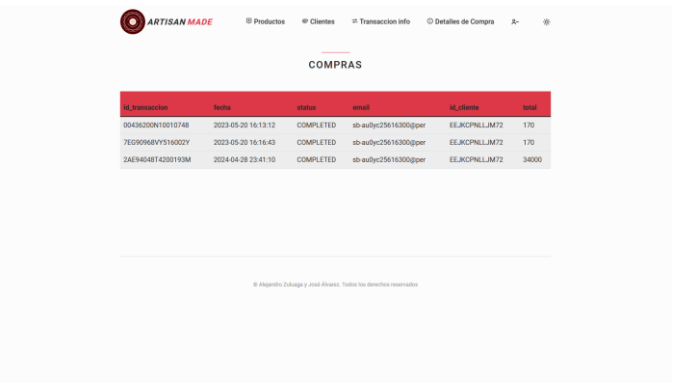 ARTISAN MADE
Productos Clientes Transaccion info Detalles de Compra
COMPRAS
id_transaccion fecha status email id_cliente total
00436200N10010748 2023-05-20 16:13:12 COMPLETED sb-au0yc25616300@per EEJKCPNLLJM72 170
7EG90968VY516002Y 2023-05-20 16:16:43 COMPLETED sb-au0yc25616300@per EEJKCPNLLJM72 170
2AE94048T4200193M 2024-04-28 23:41:10 COMPLETED sb-au0yc25616300@per EEJKCPNLLJM72 34000
© Alejandro Zuluaga y José Álvarez. Todos los derechos reservados